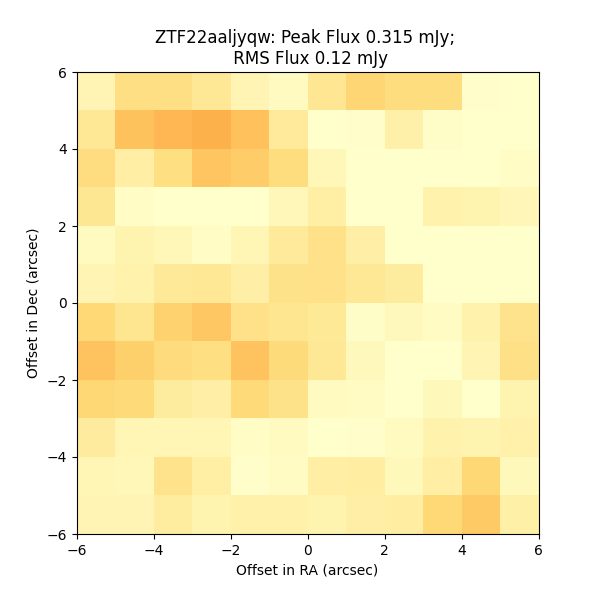 ZTF22aaljyqw: Peak Flux 0.315 mJy;
RMS Flux 0.12 mJy
6
4
2
0
−2
−4
−6
Offset in Dec (arcsec)
−6 −4 −2 0 2 4 6
Offset in RA (arcsec)